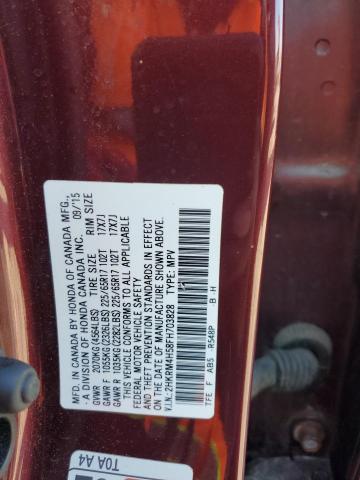 MFD. IN CANADA BY HONDA OF CANADA MFG.,
- A DIVISION OF HONDA CANADA INC. 09/15
GVWR 2070KG (4564LBS) TIRE SIZE RIM SIZE
GAWR F 1055KG (2326LBS) 225/65R17 102T 17X7J
GAWR R 1035KG (2282LBS) 225/65R17 102T 17X7J
THIS VEHICLE CONFORMS TO ALL APPLICABLE
FEDERAL MOTOR VEHICLE SAFETY
AND THEFT PREVENTION STANDARDS IN EFFECT
ON THE DATE OF MANUFACTURE SHOWN ABOVE.
V.I.N.: 2HKRM4H58FH703828 TYPE: MPV
TFE F AB5 R548P B H
T0A A4